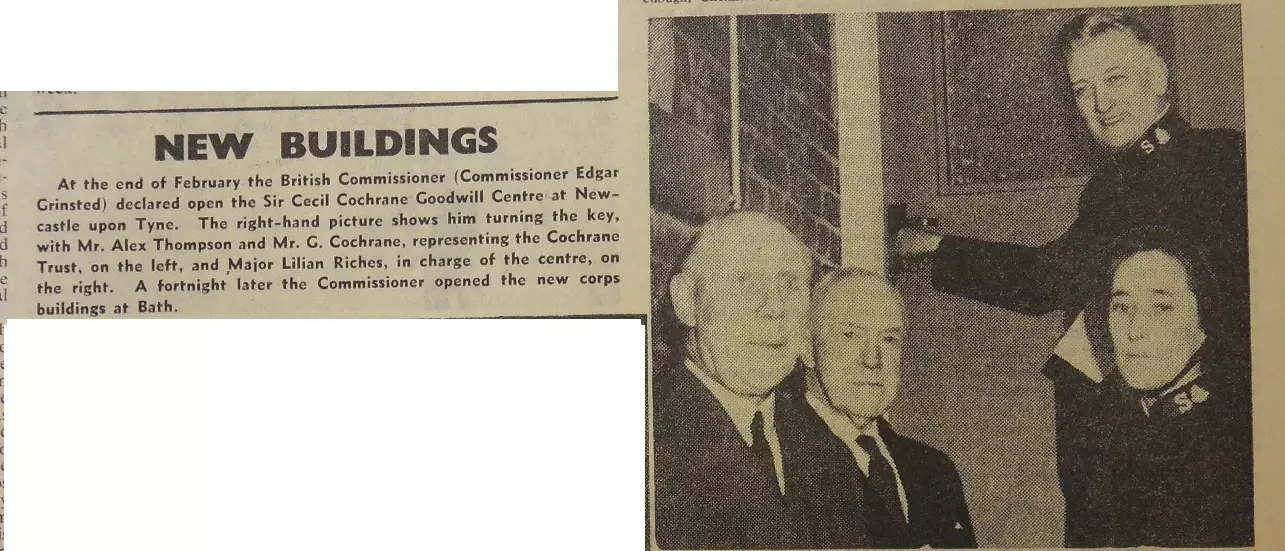 week.
NEW BUILDINGS
At the end of February the British Commissioner (Commissioner Edgar
Grinsted) declared open the Sir Cecil Cochrane Goodwill Centre at New-
castle upon Tyne. The right-hand picture shows him turning the key,
with Mr. Alex Thompson and Mr. G. Cochrane, representing the Cochrane
Trust, on the left, and Major Lilian Riches, in charge of the centre, on
the right. A fortnight later the Commissioner opened the new corps
buildings at Bath.
S
S